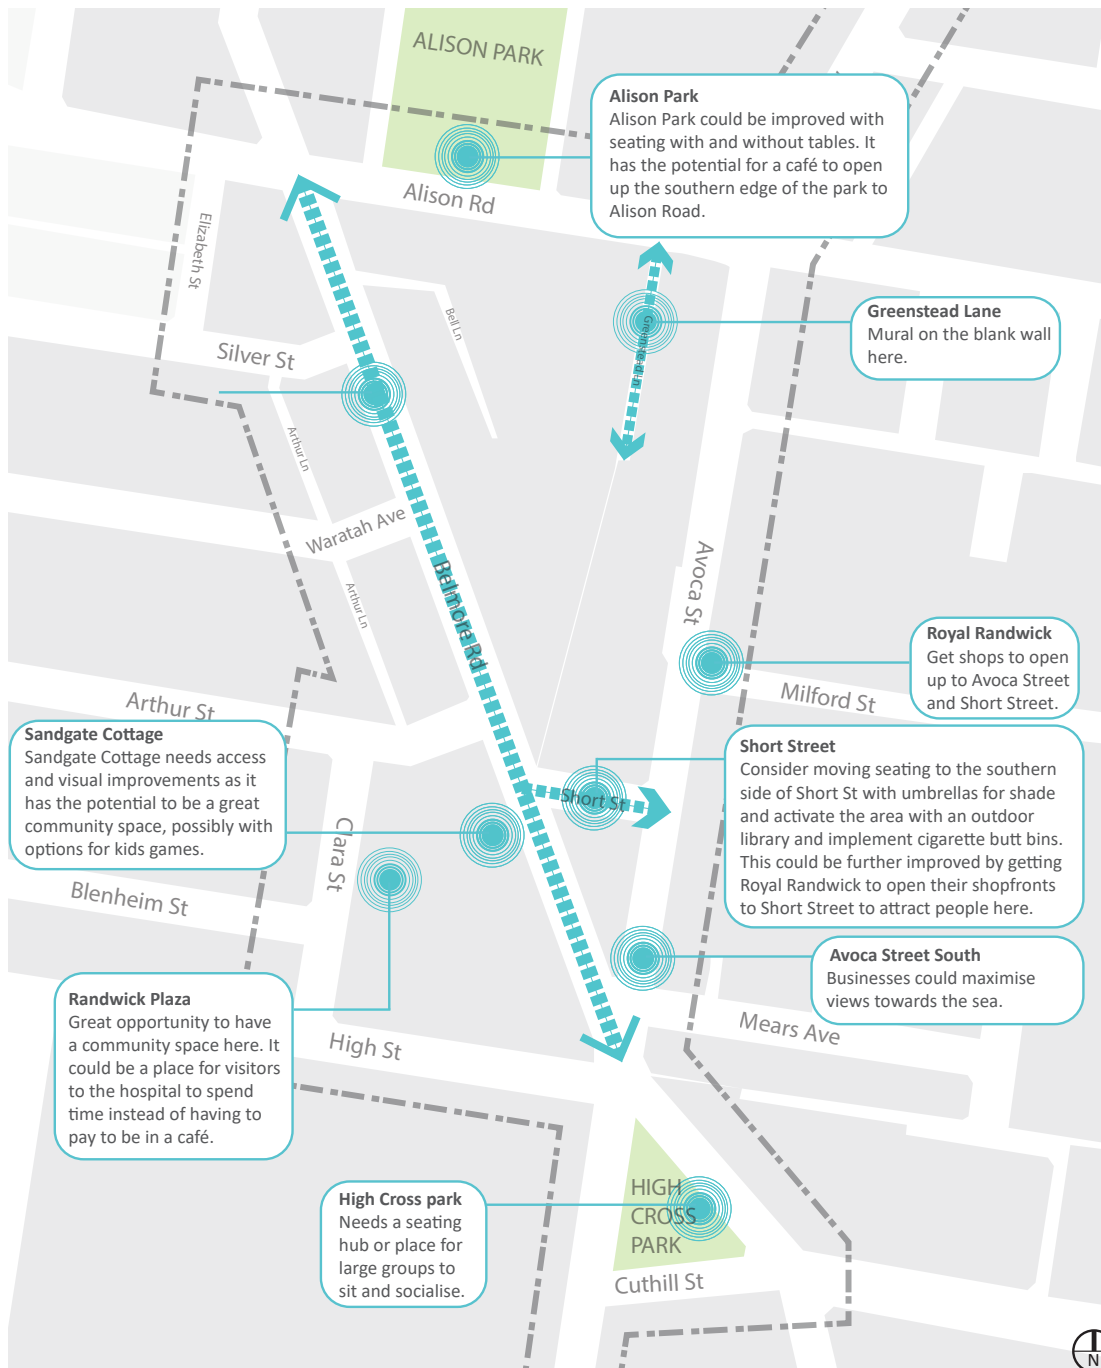 ALISON PARK
Alison Park
Alison Park could be improved with
seating with and without tables. It
has the potential for a café to open
up the southern edge of the park to
Alison Road.
Alison Rd
Elizabeth St
Greenstead Ln
Greenstead Lane
Mural on the blank wall
here.
Bell Ln
Silver St
Arthur Ln
Waratah Ave
Belmore Rd
Avoca St
Arthur Ln
Royal Randwick
Get shops to open
up to Avoca Street
and Short Street.
Milford St
Arthur St
Sandgate Cottage
Sandgate Cottage needs access
and visual improvements as it
has the potential to be a great
community space, possibly with
options for kids games.
Short Street
Consider moving seating to the southern
side of Short St with umbrellas for shade
and activate the area with an outdoor
library and implement cigarette butt bins.
This could be further improved by getting
Royal Randwick to open their shopfronts
to Short Street to attract people here.
Short St
Clara St
Blenheim St
Avoca Street South
Businesses could maximise
views towards the sea.
Randwick Plaza
Great opportunity to have
a community space here. It
could be a place for visitors
to the hospital to spend
time instead of having to
pay to be in a café.
High St
Mears Ave
High Cross park
Needs a seating
hub or place for
large groups to
sit and socialise.
HIGH
CROSS
PARK
Cuthill St
N